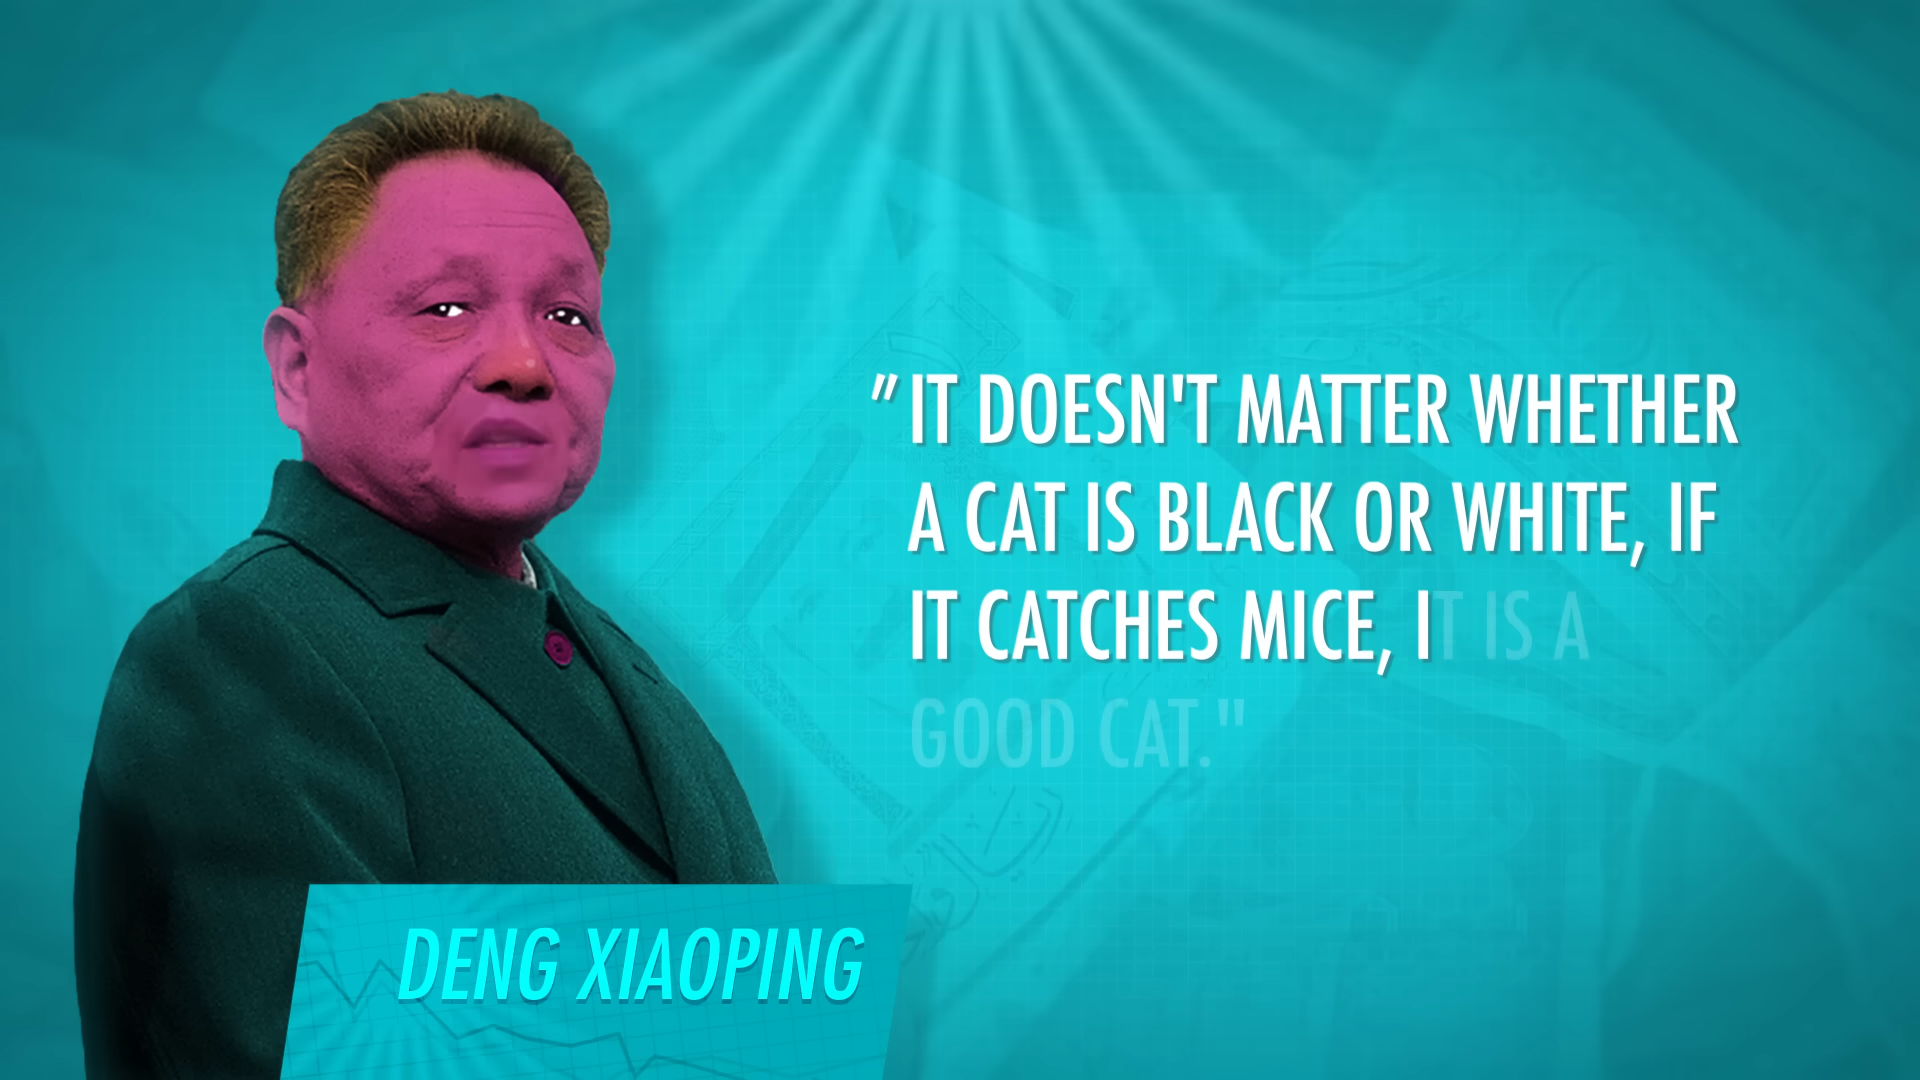 "IT DOESN'T MATTER WHETHER
A CAT IS BLACK OR WHITE, IF
IT CATCHES MICE, IT IS A
GOOD CAT."
DENG XIAOPING